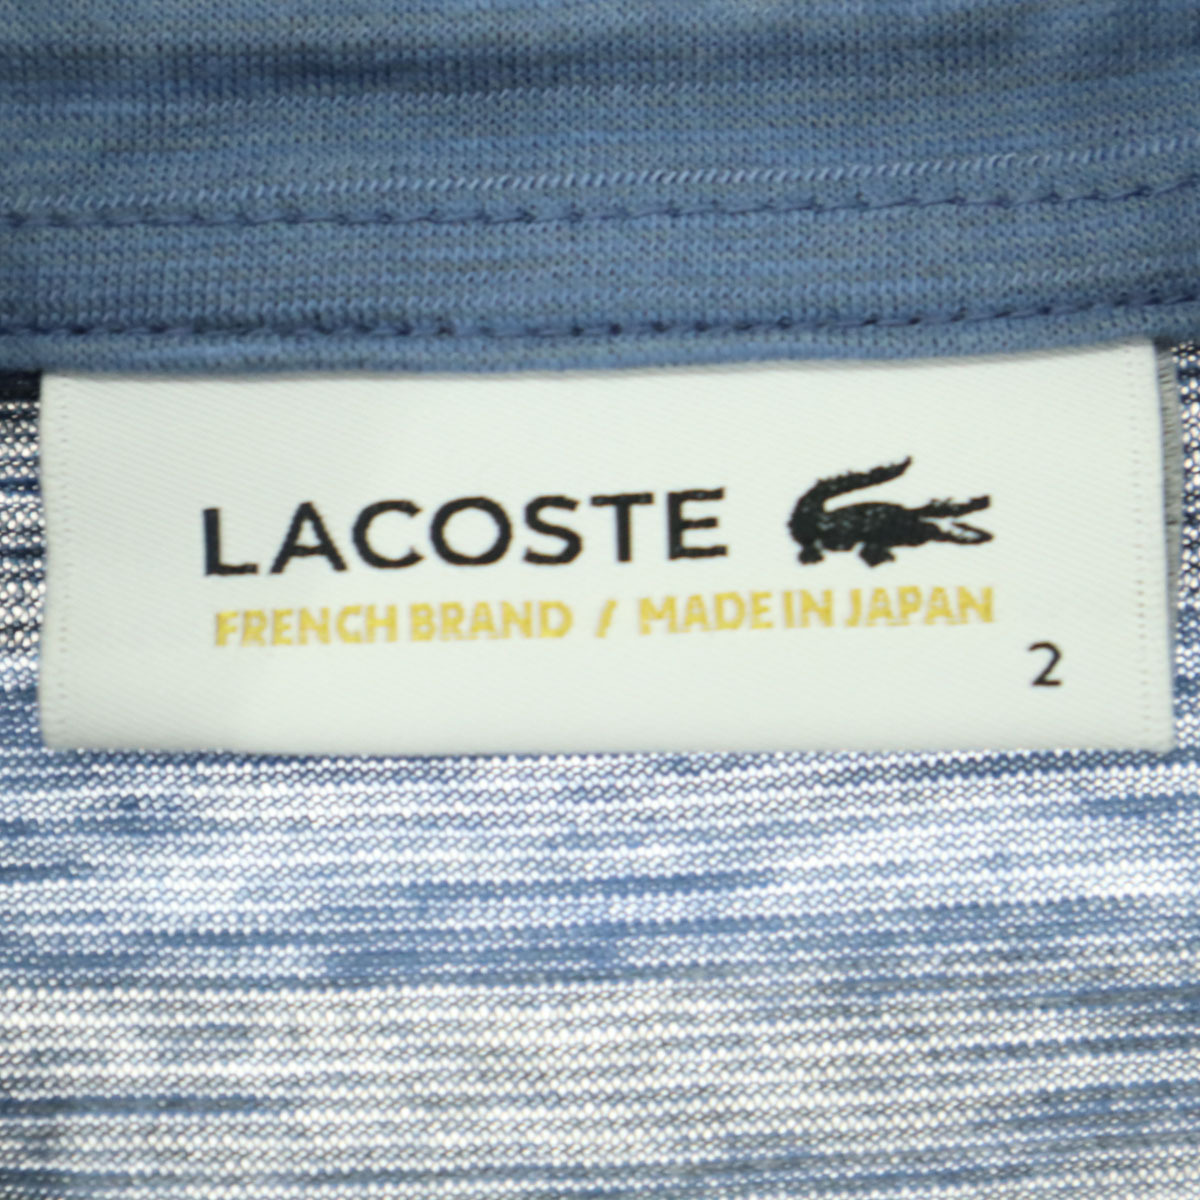 LACOSTE
FRENCH BRAND / MADE IN JAPAN
2